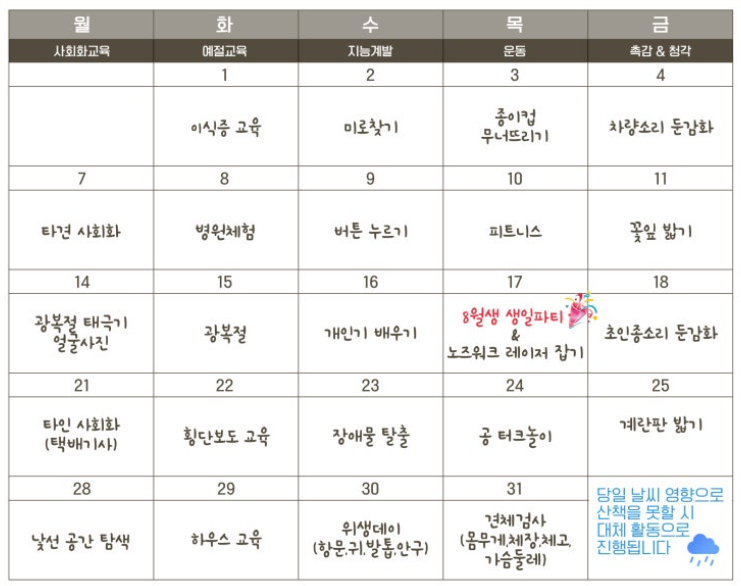 월 화 수 목 금
사회화교육 예절교육 지능계발 운동 촉감 & 청각
1 2 3 4
이식증 교육 미로찾기 종이컵 무너뜨리기 차량소리 둔감화
7 8 9 10 11
타견 사회화 병원체험 버튼 누르기 피트니스 꽃잎 밟기
14 15 16 17 18
광복절 태극기
얼굴사진
광복절
개인기 배우기
8월생 생일파티
&
노즈워크 레이저 잡기
초인종소리 둔감화
21 22 23 24 25
타인 사회화
(택배기사)
횡단보도 교육
장애물 탈출
공 터크놀이
계란판 밟기
28 29 30 31
낯선 공간 탐색
하우스 교육
위생데이
(항문,귀,발톱,안구)
견체검사
(몸무게,체장,체고,
가슴둘레)
당일 날씨 영향으로
산책을 못할 시
대체 활동으로
진행됩니다